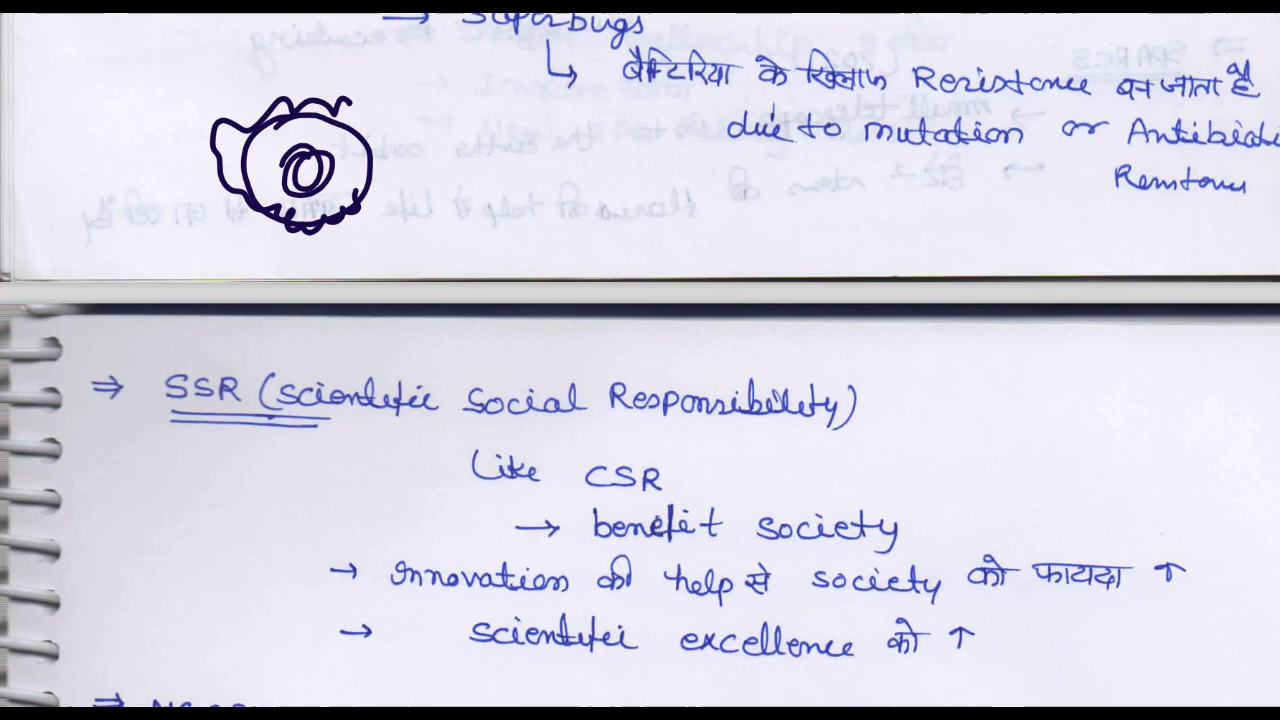 → Superbugs
↳ बैक्टिरिया के खिलाफ Resistance बन जाता है
due to mutation or Antibiotic
⇒ SSR (Scientific Social Responsibility)
Like CSR
→ benefit society
→ Innovation की help से society को फायदा ↑
→ scientific excellence को ↑